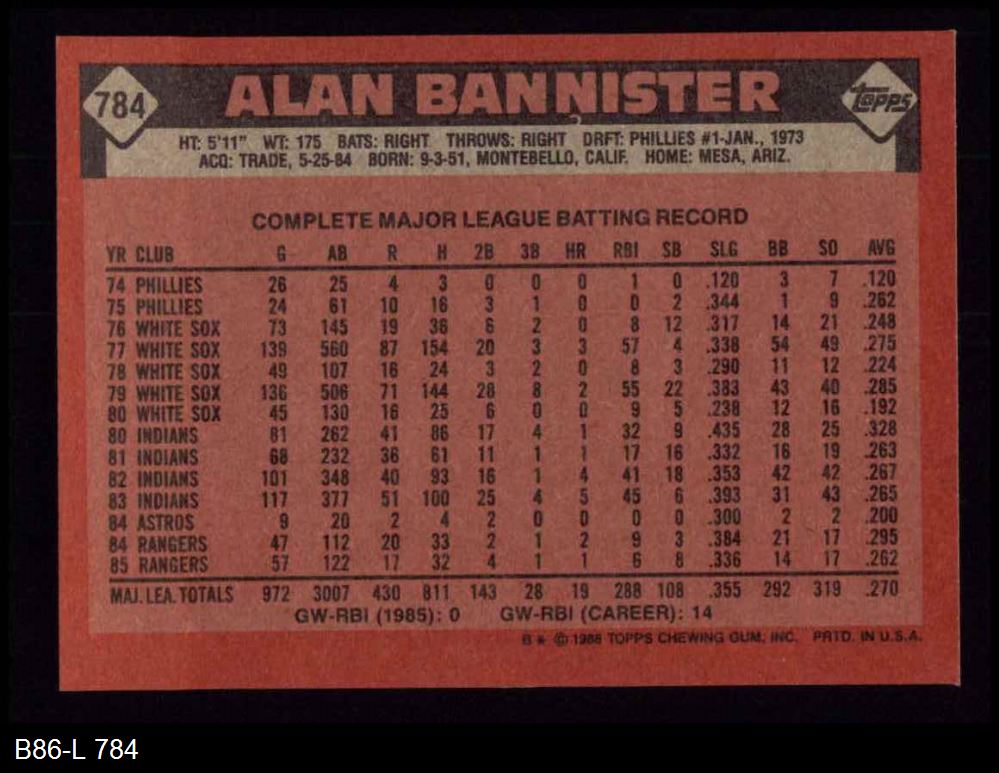 784 ALAN BANNISTER TOPPS
HT: 5'11" WT: 175 BATS: RIGHT THROWS: RIGHT DRFT: PHILLIES #1-JAN., 1973
ACQ: TRADE, 5-25-84 BORN: 9-3-51, MONTEBELLO, CALIF. HOME: MESA, ARIZ.
COMPLETE MAJOR LEAGUE BATTING RECORD
YR CLUB G AB R H 2B 3B HR RBI SB SLG BB SO AVG
74 PHILLIES 26 25 4 3 0 0 0 1 0 .120 3 7 .120
75 PHILLIES 24 61 10 16 3 1 0 0 2 .344 1 9 .262
76 WHITE SOX 73 145 19 36 6 2 0 8 12 .317 14 21 .248
77 WHITE SOX 139 560 87 154 20 3 3 57 4 .338 54 49 .275
78 WHITE SOX 49 107 16 24 3 2 0 8 3 .290 11 12 .224
79 WHITE SOX 136 506 71 144 28 8 2 55 22 .383 43 40 .285
80 WHITE SOX 45 130 16 25 6 0 0 9 5 .238 12 16 .192
80 INDIANS 81 262 41 86 17 4 1 32 9 .435 28 25 .328
81 INDIANS 68 232 36 61 11 1 1 17 16 .332 16 19 .263
82 INDIANS 101 348 40 93 16 1 4 41 18 .353 42 42 .267
83 INDIANS 117 377 51 100 25 4 5 45 6 .393 31 43 .265
84 ASTROS 9 20 2 4 2 0 0 0 0 .300 2 2 .200
84 RANGERS 47 112 20 33 2 1 2 9 3 .384 21 17 .295
85 RANGERS 57 122 17 32 4 1 1 6 8 .336 14 17 .262
MAJ. LEA. TOTALS 972 3007 430 811 143 28 19 288 108 .355 292 319 .270
GW-RBI (1985): 0 GW-RBI (CAREER): 14
B * © 1986 TOPPS CHEWING GUM, INC. PRTD. IN U.S.A.
B86-L 784